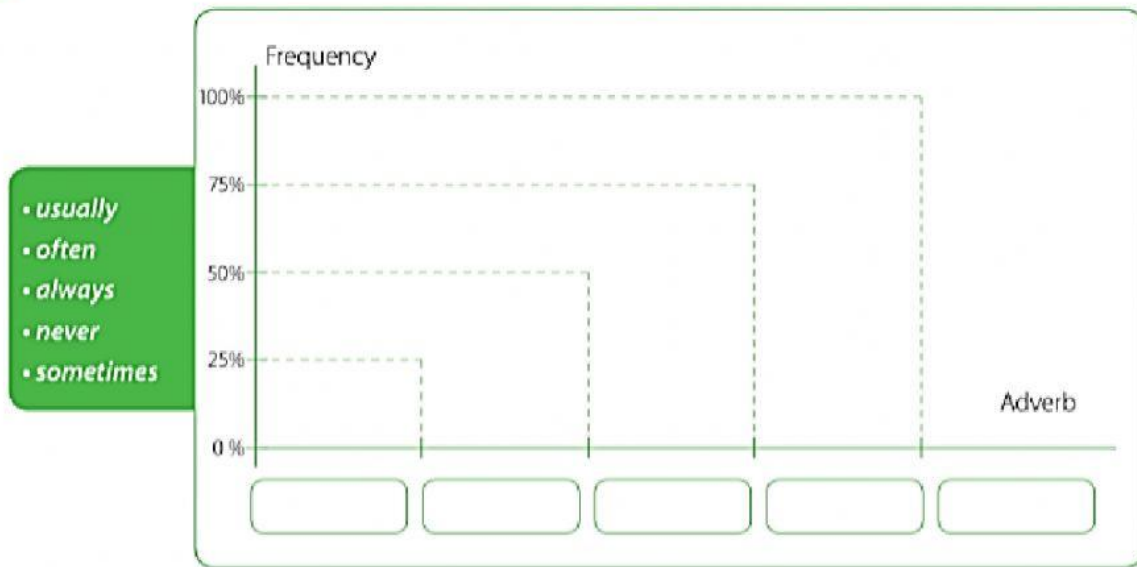 Frequency
100%
75%
50%
25%
0 %
Adverb
• usually
• often
• always
• never
• sometimes